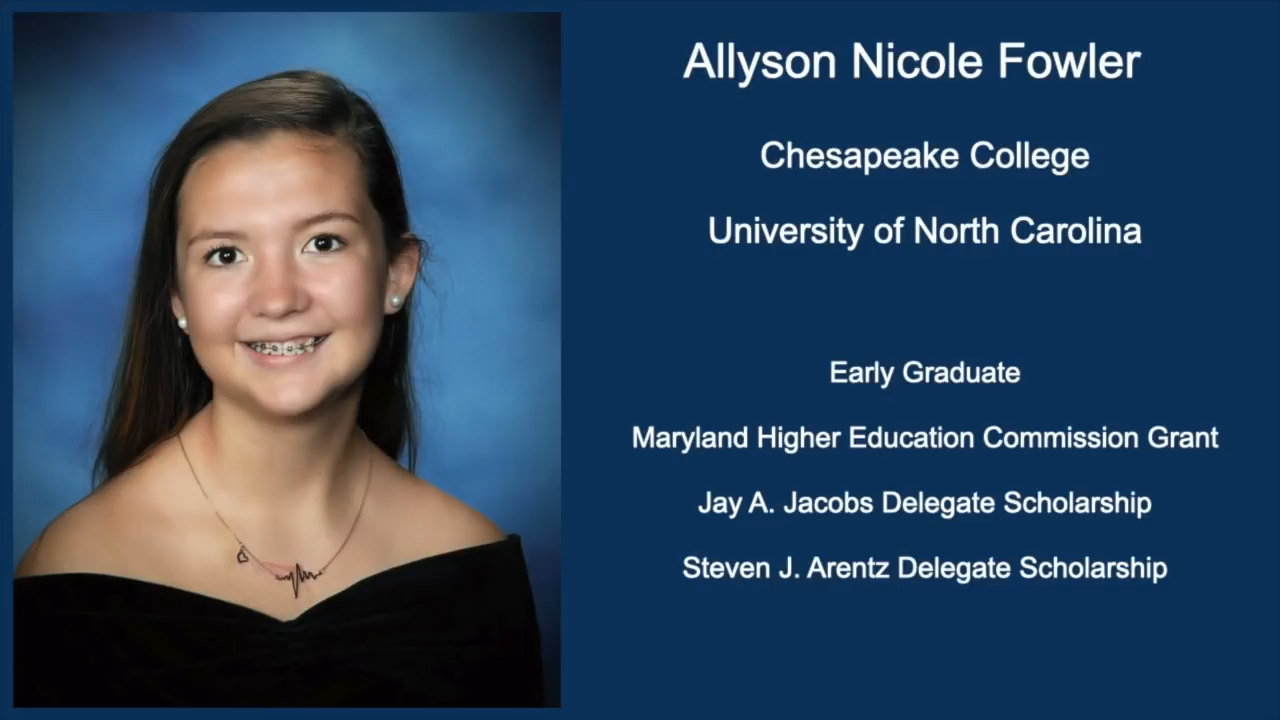 Allyson Nicole Fowler
Chesapeake College
University of North Carolina
Early Graduate
Maryland Higher Education Commission Grant
Jay A. Jacobs Delegate Scholarship
Steven J. Arentz Delegate Scholarship